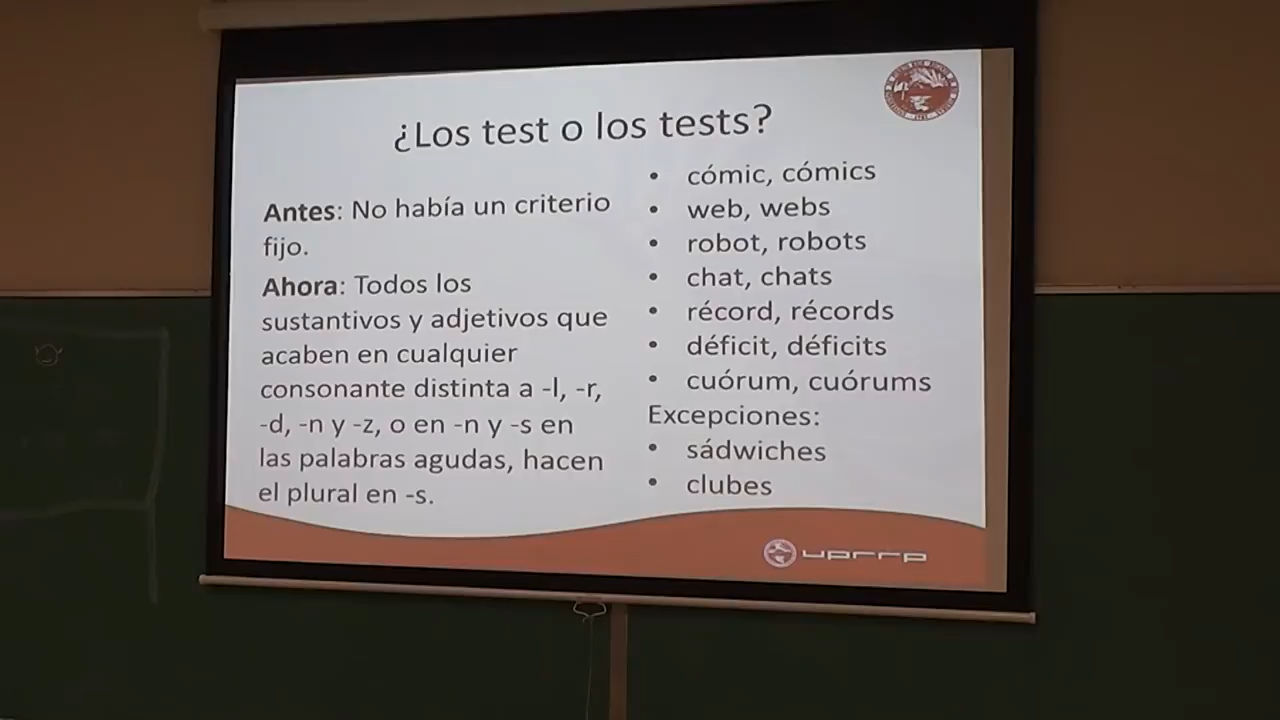 ¿Los test o los tests?
Antes: No había un criterio
fijo.
Ahora: Todos los
sustantivos y adjetivos que
acaben en cualquier
consonante distinta a -l, -r,
-d, -n y -z, o en -n y -s en
las palabras agudas, hacen
el plural en -s.
• cómic, cómics
• web, webs
• robot, robots
• chat, chats
• récord, récords
• déficit, déficits
• cuórum, cuórums
Excepciones:
• sádwiches
• clubes
uprrp